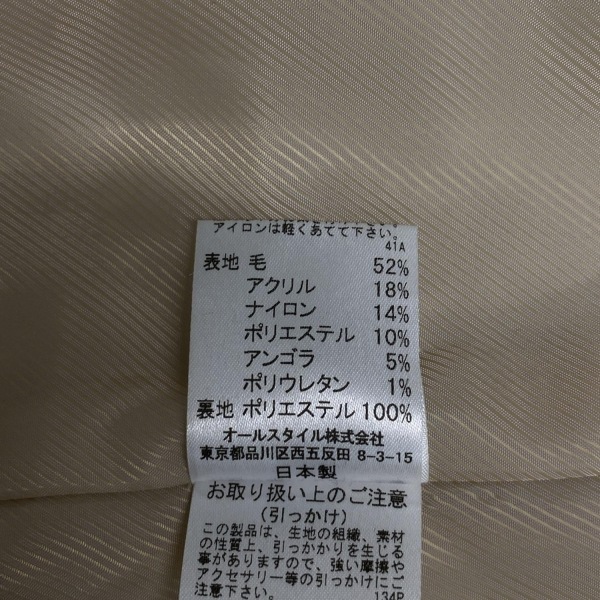 アイロンは軽くあてて下さい。
41A
表地 毛 52%
アクリル 18%
ナイロン 14%
ポリエステル 10%
アンゴラ 5%
ポリウレタン 1%
裏地 ポリエステル 100%
オールスタイル株式会社
東京都品川区西五反田 8-3-15
日本製
お取り扱い上のご注意
(引っかけ)
この製品は、生地の組織、素材
の性質上、引っかかりを生じる
事がありますので、強い摩擦や
アクセサリー等の引っかけにご
注意下さい。 134P